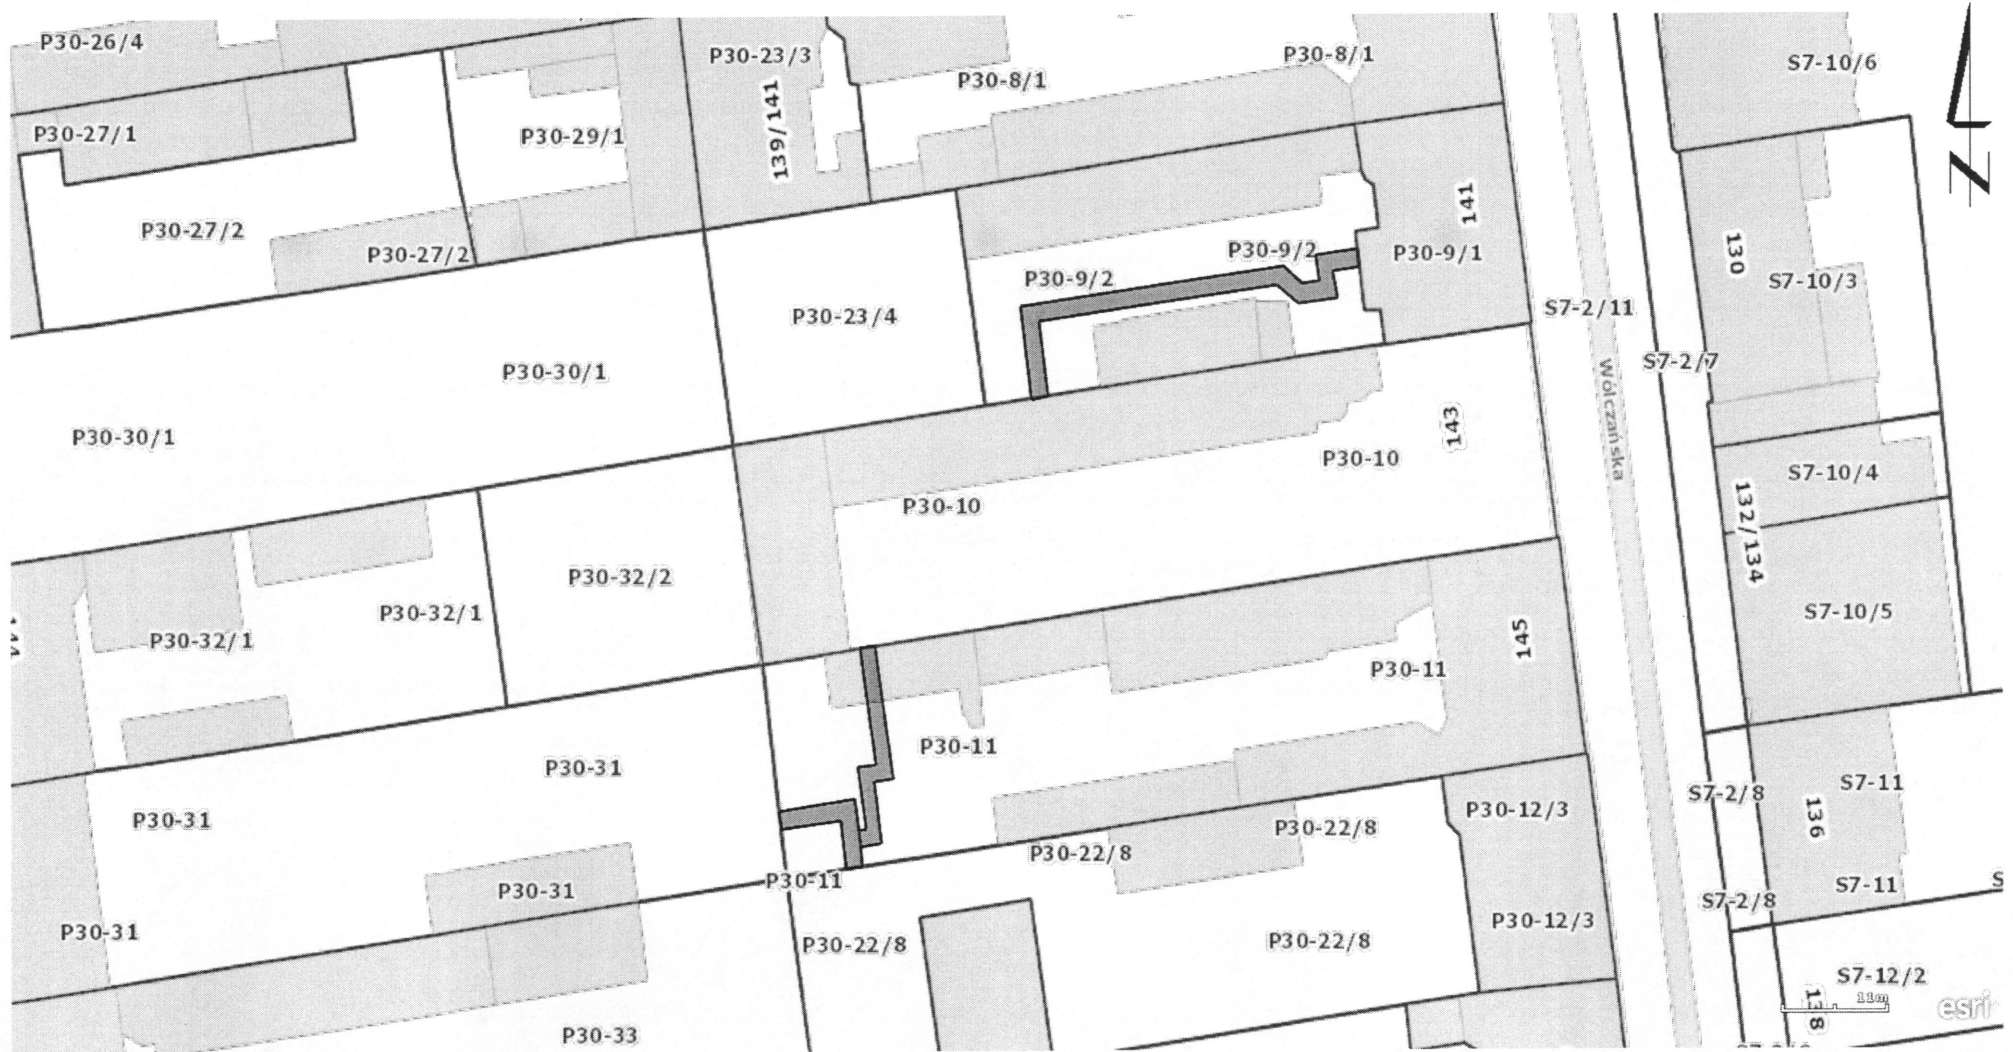 P30-26/4
P30-23/3
P30-8/1
P30-8/1
S7-10/6
P30-27/1
P30-29/1
139/141
P30-27/2
P30-27/2
P30-9/2
P30-9/2
141
P30-9/1
130
S7-10/3
N
P30-23/4
S7-2/11
S7-2/7
P30-30/1
P30-30/1
Wólczańska
143
P30-10
P30-10
S7-10/4
132/134
P30-32/2
P30-32/1
P30-32/1
144
145
S7-10/5
P30-11
P30-11
P30-31
P30-31
S7-2/8
S7-11
136
P30-12/3
P30-22/8
P30-22/8
P30-31
P30-11
S7-11
S7-2/8
S
P30-31
P30-22/8
P30-22/8
P30-12/3
S7-12/2
11m
138
esri
P30-33